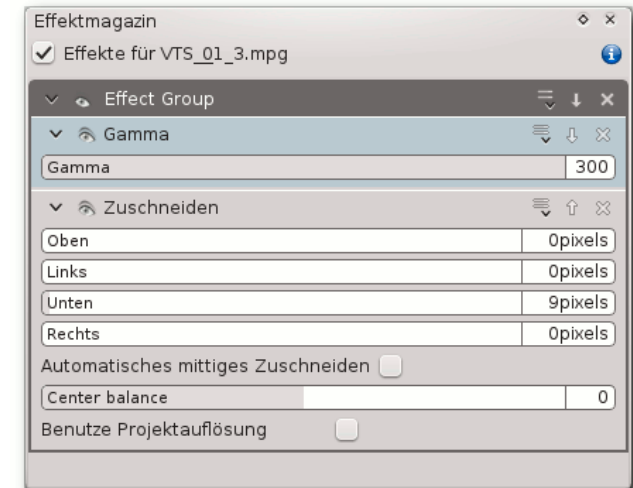 Effektmagazin
Effekte für VTS_01_3.mpg
Effect Group
Gamma
Gamma 300
Zuschneiden
Oben 0pixels
Links 0pixels
Unten 9pixels
Rechts 0pixels
Automatisches mittiges Zuschneiden
Center balance 0
Benutze Projektauflösung